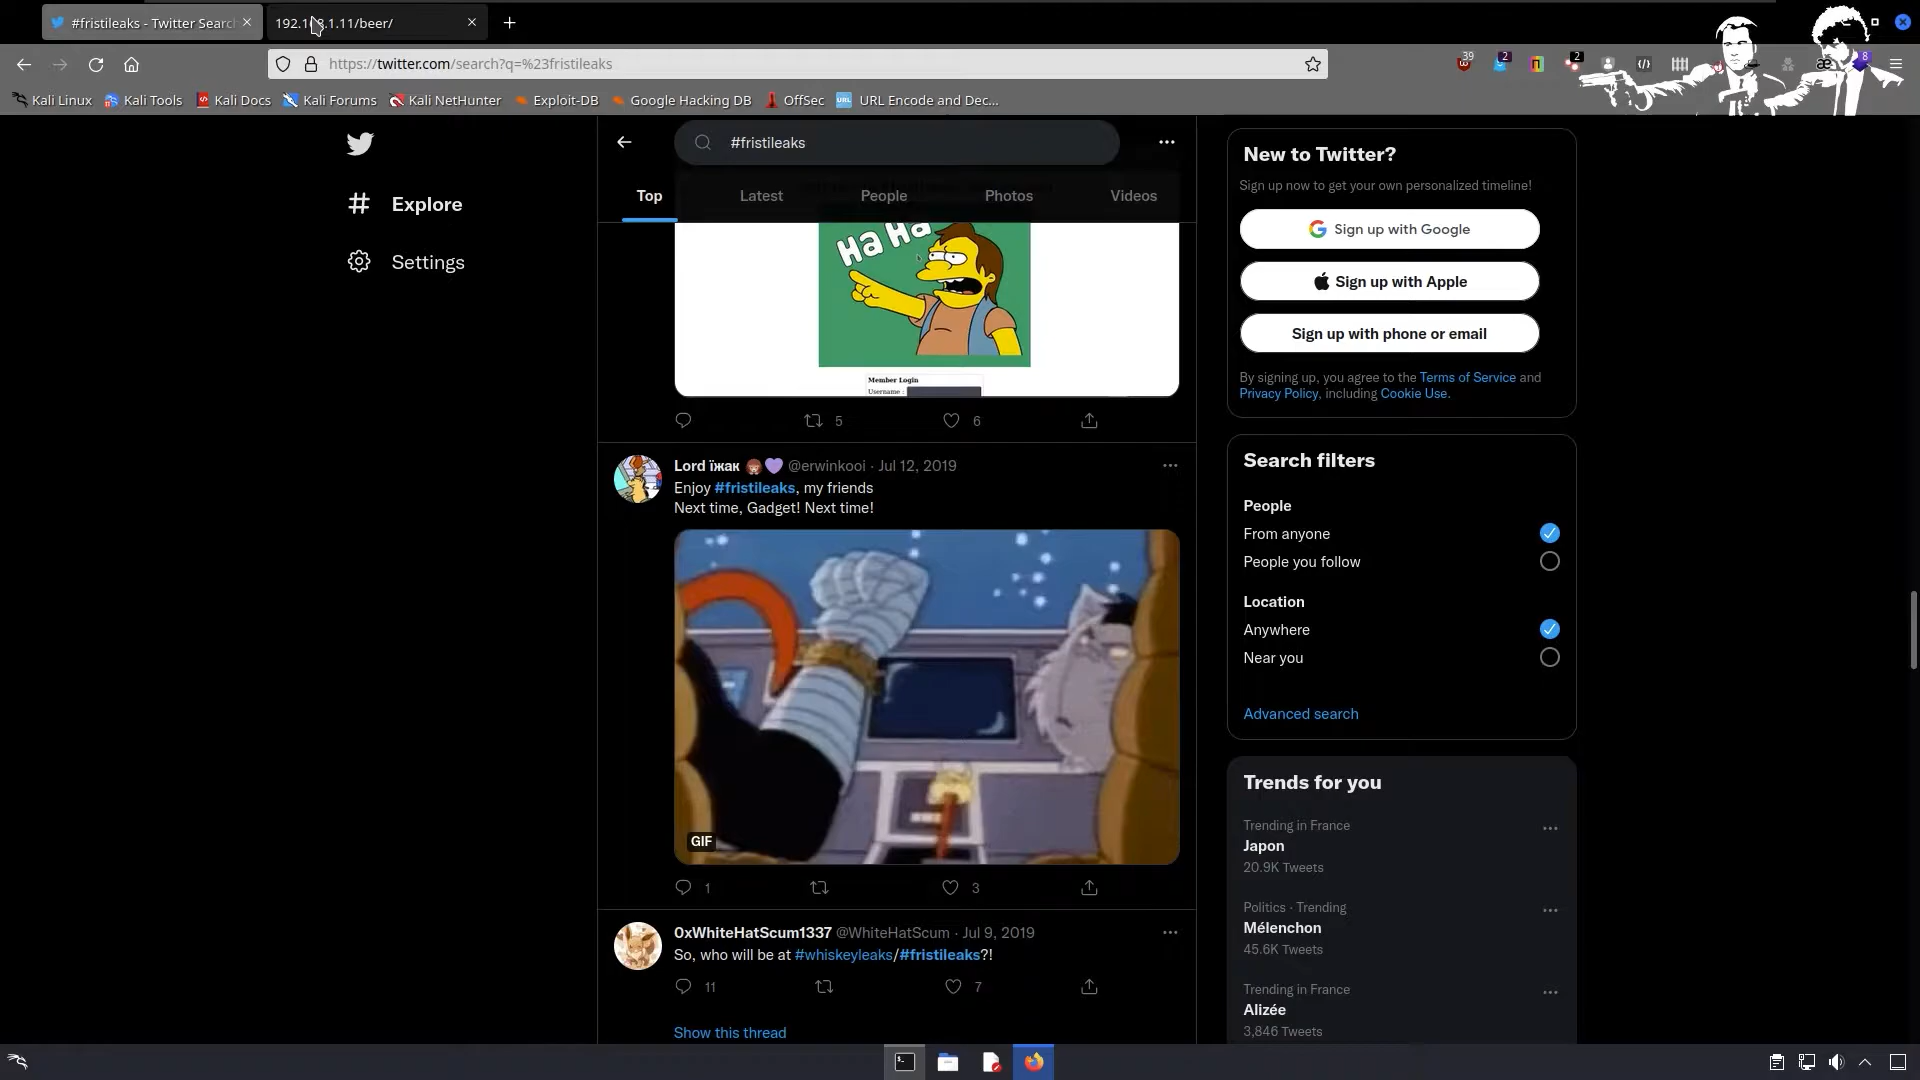 #fristileaks - Twitter Searc
192.1 .1.11/beer/
https://twitter.com/search?q=%23fristileaks
39
2
2
8
Kali Linux
Kali Tools
Kali Docs
Kali Forums
Kali NetHunter
Exploit-DB
Google Hacking DB
OffSec
URL Encode and Dec...
Explore
Settings
#fristileaks
Top
Latest
People
Photos
Videos
Ha Ha
Member Login
Username :
5
6
Lord їжак @erwinkooi · Jul 12, 2019
Enjoy #fristileaks, my friends
Next time, Gadget! Next time!
GIF
1
3
0xWhiteHatScum1337 @WhiteHatScum · Jul 9, 2019
So, who will be at #whiskeyleaks/#fristileaks?!
11
7
Show this thread
New to Twitter?
Sign up now to get your own personalized timeline!
Sign up with Google
Sign up with Apple
Sign up with phone or email
By signing up, you agree to the Terms of Service and
Privacy Policy, including Cookie Use.
Search filters
People
From anyone
People you follow
Location
Anywhere
Near you
Advanced search
Trends for you
Trending in France
Japon
20.9K Tweets
Politics · Trending
Mélenchon
45.6K Tweets
Trending in France
Alizée
3,846 Tweets